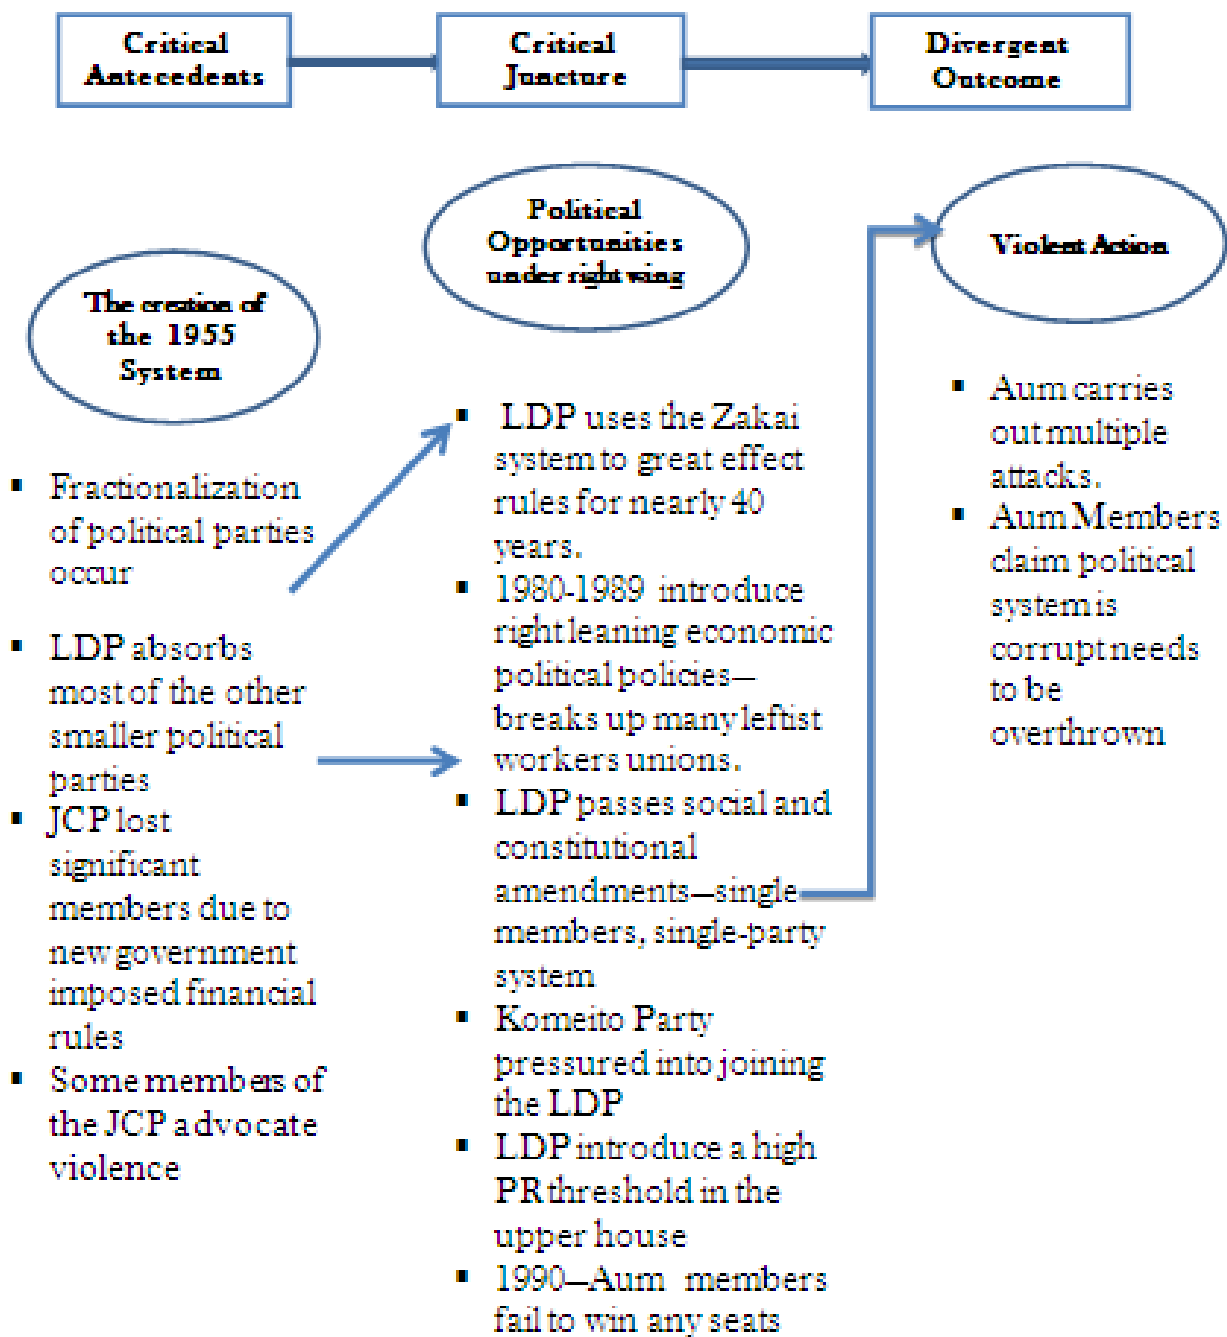 Critical
Antecedents
Critical
Juncture
Divergent
Outcome
The creation of
the 1955
System
▪ Fractionalization
of political parties
occur
▪ LDP absorbs
most of the other
smaller political
parties
▪ JCP lost
significant
members due to
new government
imposed financial
rules
▪ Some members of
the JCP advocate
violence
Political
Opportunities
under right wing
▪ LDP uses the Zakai
system to great effect
rules for nearly 40
years.
▪ 1980-1989 introduce
right leaning economic
political policies—
breaks up many leftist
workers unions.
▪ LDP passes social and
constitutional
amendments—single
members, single-party
system
▪ Komeito Party
pressured into joining
the LDP
▪ LDP introduce a high
PR threshold in the
upper house
▪ 1990—Aum members
fail to win any seats
Violent Action
▪ Aum carries
out multiple
attacks.
▪ Aum Members
claim political
system is
corrupt needs
to be
overthrown